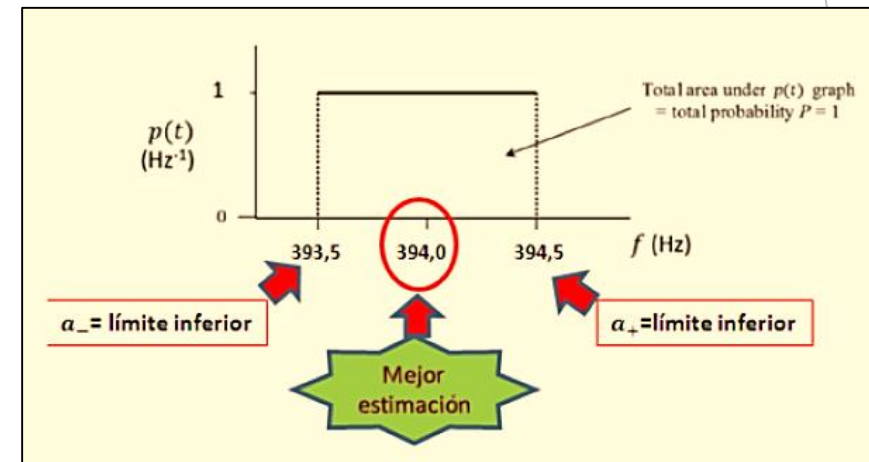 1
p(t)
(Hz⁻¹)
0
Total area under p(t) graph
= total probability P = 1
393,5
394,0
394,5
f (Hz)
a₋= límite inferior
a₊=límite inferior
Mejor
estimación